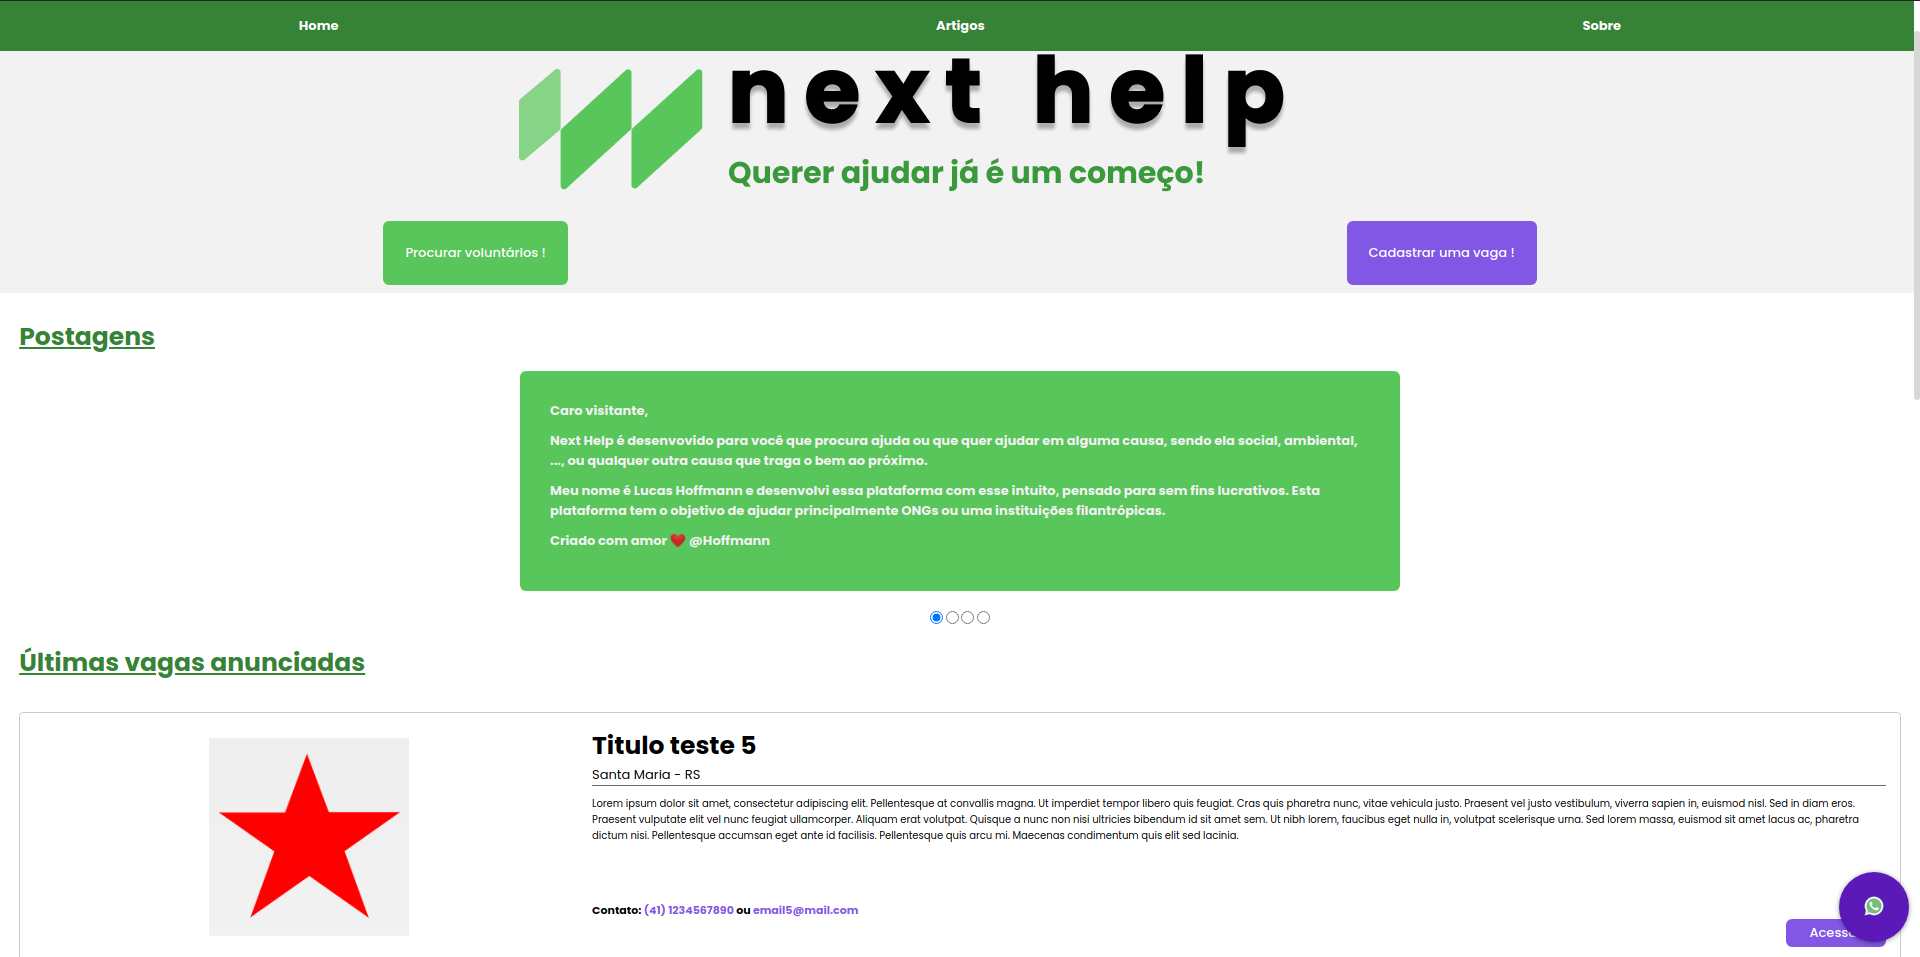 Home
Artigos
Sobre
next help
Querer ajudar já é um começo!
Procurar voluntários !
Cadastrar uma vaga !
Postagens
Caro visitante,
Next Help é desenvovido para você que procura ajuda ou que quer ajudar em alguma causa, sendo ela social, ambiental,
..., ou qualquer outra causa que traga o bem ao próximo.
Meu nome é Lucas Hoffmann e desenvolvi essa plataforma com esse intuito, pensado para sem fins lucrativos. Esta
plataforma tem o objetivo de ajudar principalmente ONGs ou uma instituições filantrópicas.
Criado com amor ❤️ @Hoffmann
Últimas vagas anunciadas
Titulo teste 5
Santa Maria - RS
Lorem ipsum dolor sit amet, consectetur adipiscing elit. Pellentesque at convallis magna. Ut imperdiet tempor libero quis feugiat. Cras quis pharetra nunc, vitae vehicula justo. Praesent vel justo vestibulum, viverra sapien in, euismod nisl. Sed in diam eros.
Praesent vulputate elit vel nunc feugiat ullamcorper. Aliquam erat volutpat. Quisque a nunc non nisi ultricies bibendum id sit amet sem. Ut nibh lorem, faucibus eget nulla in, volutpat scelerisque urna. Sed lorem massa, euismod sit amet lacus ac, pharetra
dictum nisi. Pellentesque accumsan eget ante id facilisis. Pellentesque quis arcu mi. Maecenas condimentum quis elit sed lacinia.
Contato: (41) 1234567890 ou email5@mail.com